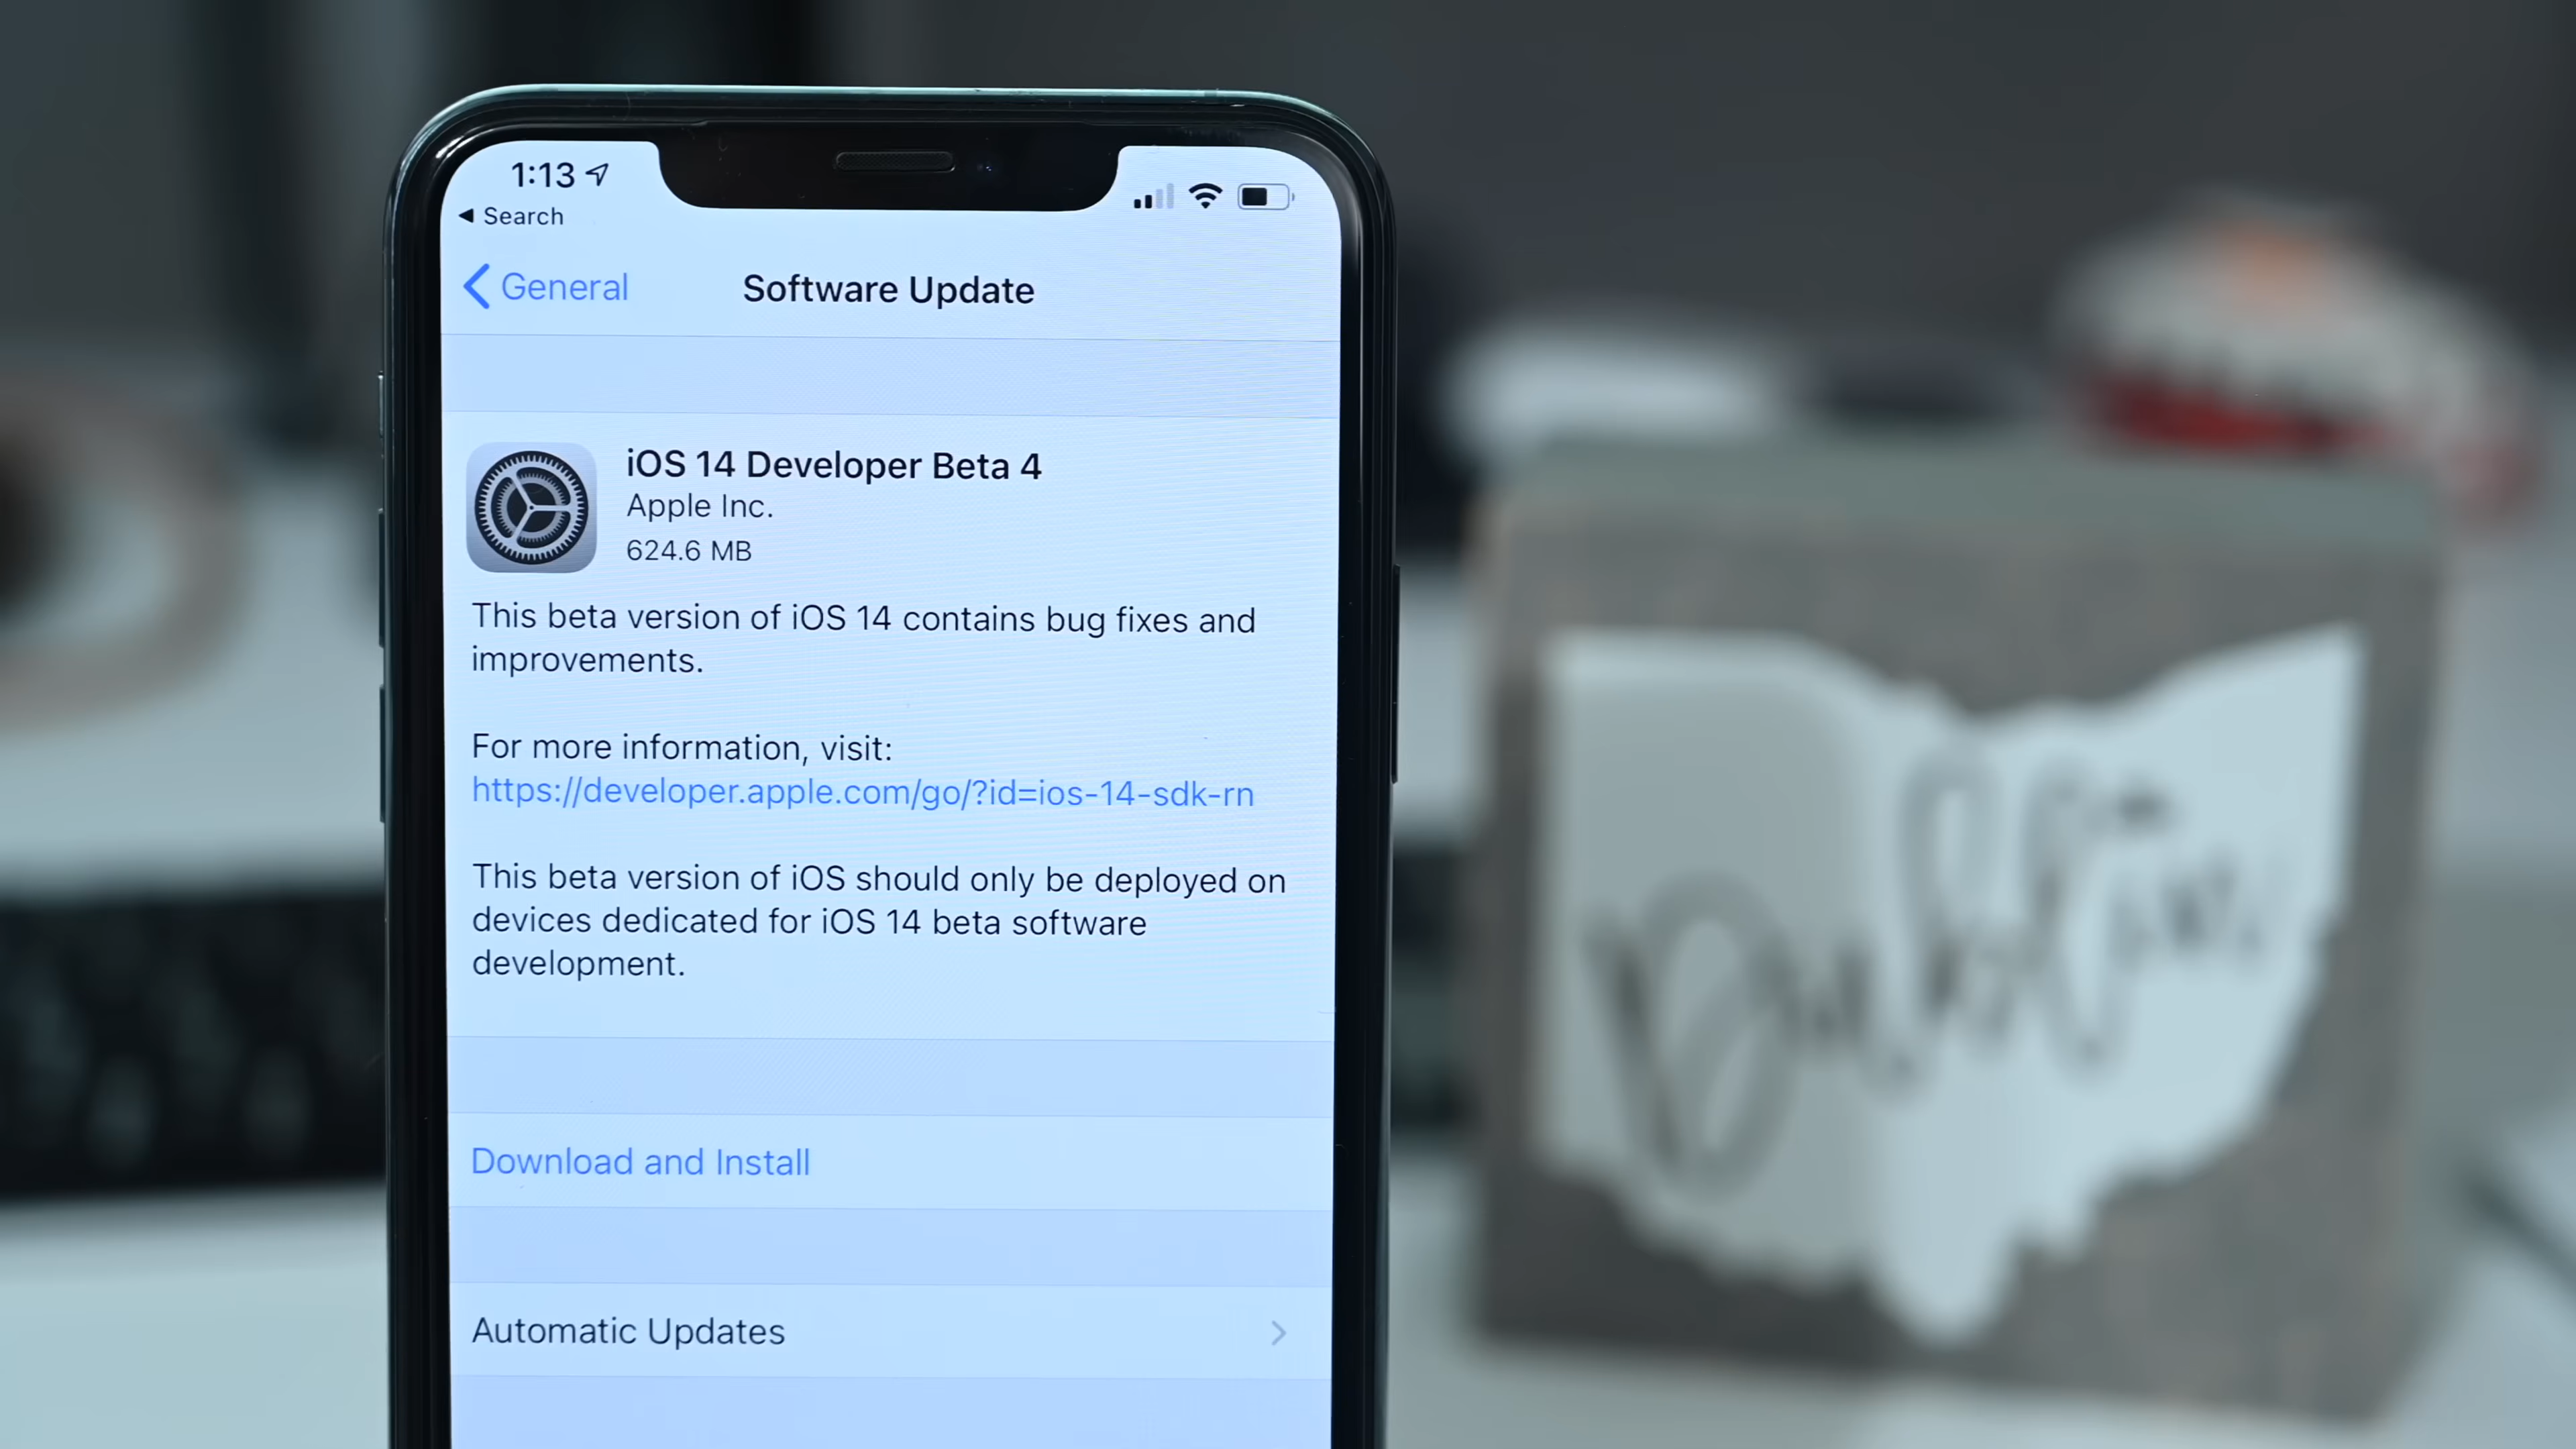 1:13
Search
General
Software Update
iOS 14 Developer Beta 4
Apple Inc.
624.6 MB
This beta version of iOS 14 contains bug fixes and
improvements.
For more information, visit:
https://developer.apple.com/go/?id=ios-14-sdk-rn
This beta version of iOS should only be deployed on
devices dedicated for iOS 14 beta software
development.
Download and Install
Automatic Updates